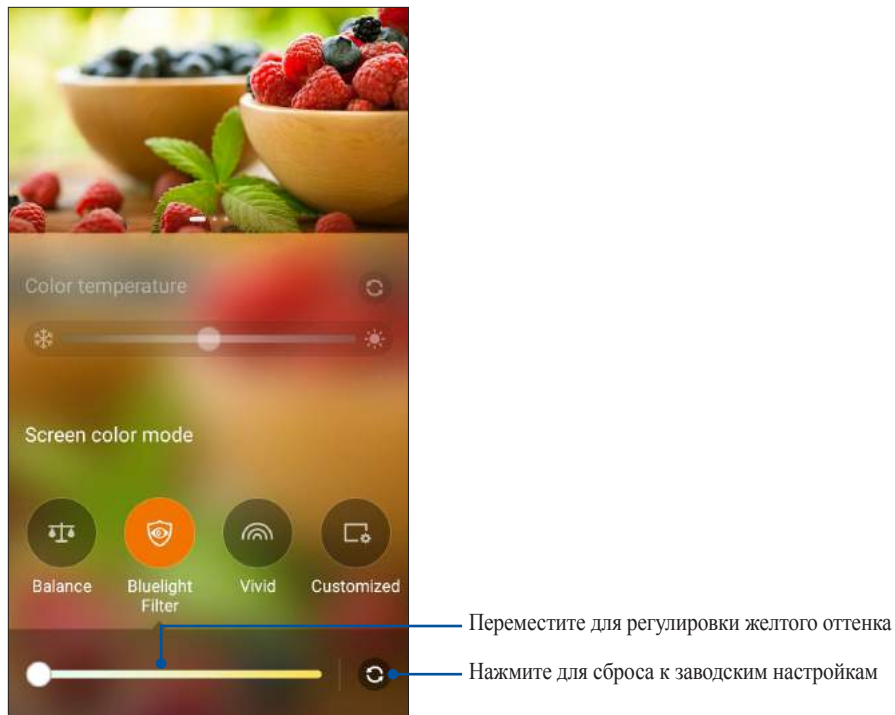 Color temperature
Screen color mode
Balance
Bluelight
Filter
Vivid
Customized
Переместите для регулировки желтого оттенка
Нажмите для сброса к заводским настройкам